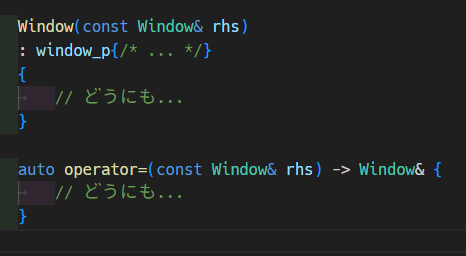 Window(const Window& rhs)
: window_p{/* ... */}
{
→ // どうにも...
}
auto operator=(const Window& rhs) -> Window& {
→ // どうにも...
}